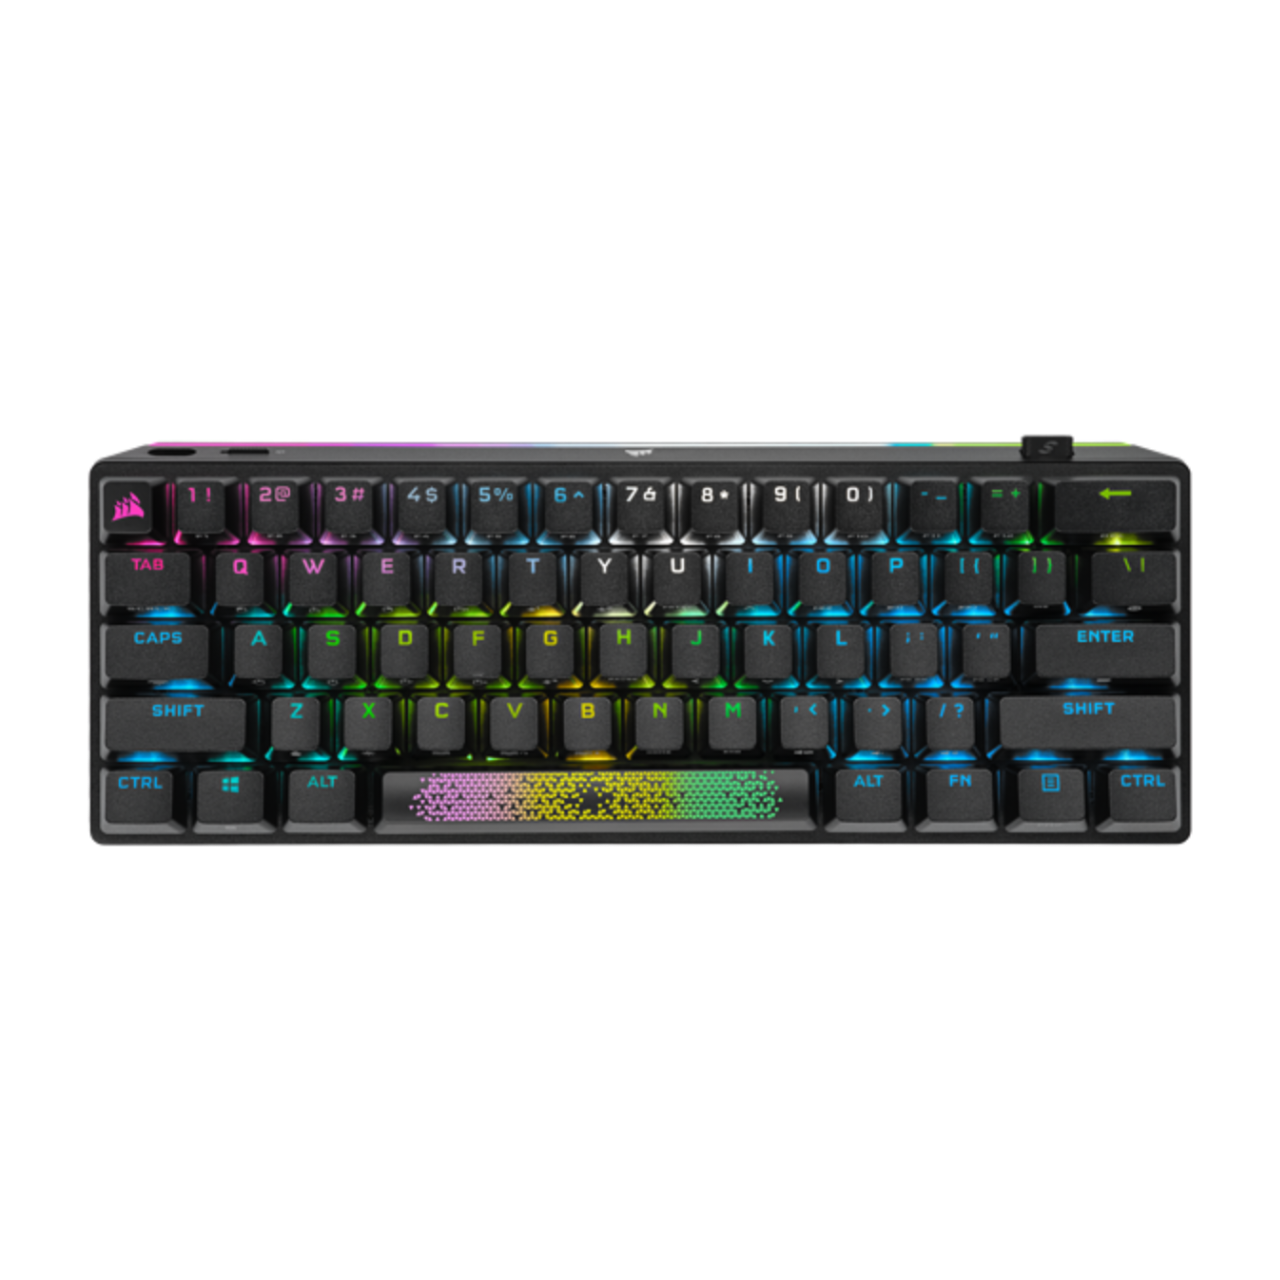 1! 2@ 3# 4$ 5% 6^ 7& 8* 9( 0) -_ =+ ←
TAB Q W E R T Y U I O P [{ ]} \|
CAPS A S D F G H J K L ;: '" ENTER
SHIFT Z X C V B N M ,< .> /? SHIFT
CTRL ALT ALT FN CTRL